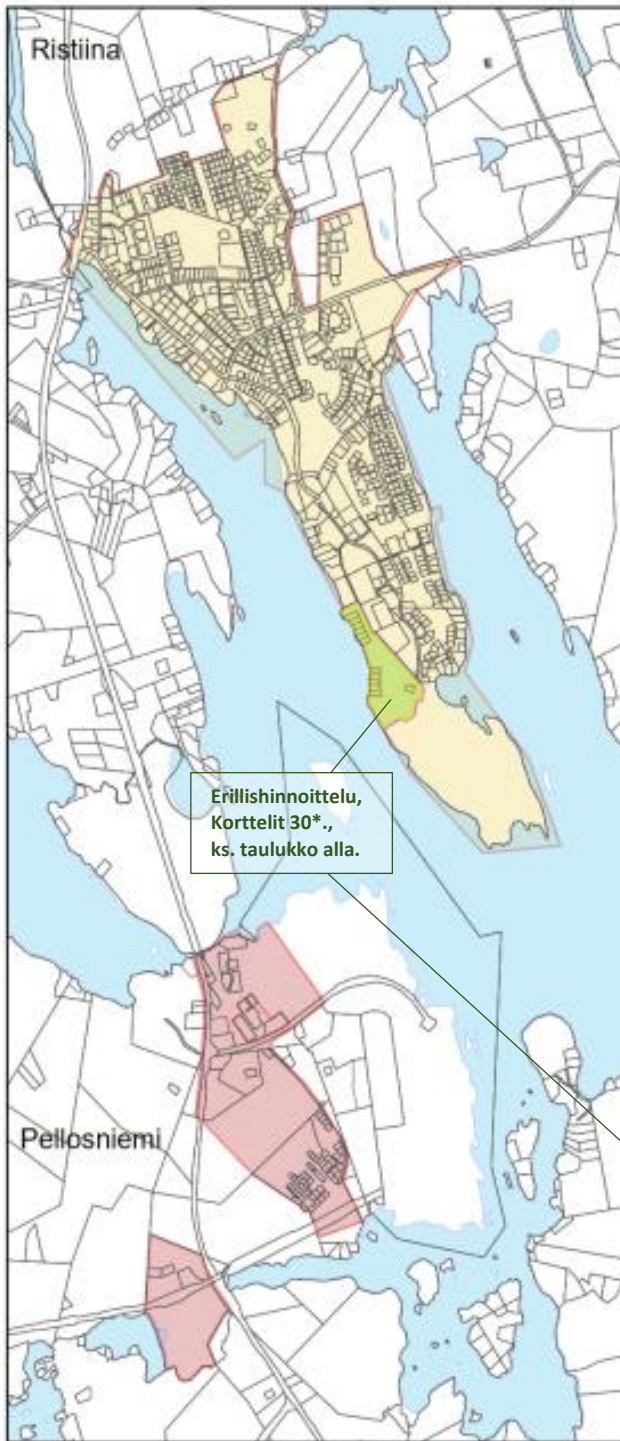 Ristiina
Erillishinnoittelu,
Korttelit 30*.,
ks. taulukko alla.
Pellosniemi